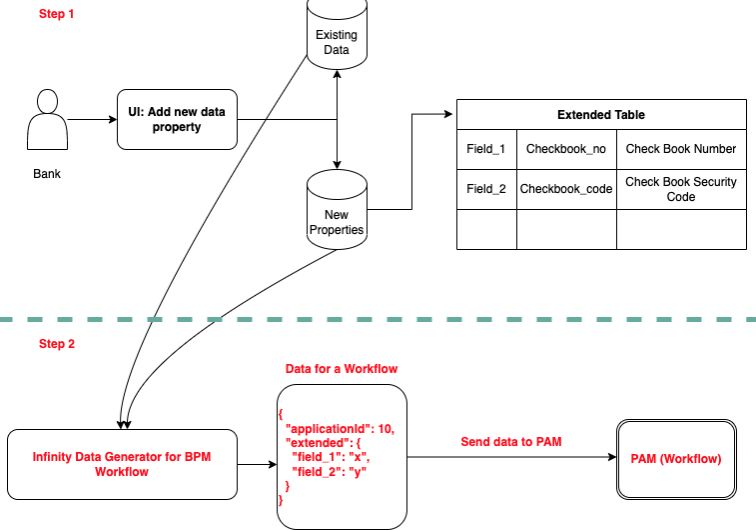 Step 1
Existing
Data
UI: Add new data
property
Bank
Extended Table
Field_1 Checkbook_no Check Book Number
Field_2 Checkbook_code Check Book Security
Code
New
Properties
Step 2
Data for a Workflow
{
"applicationId": 10,
"extended": {
"field_1": "x",
"field_2": "y"
}
}
Infinity Data Generator for BPM
Workflow
Send data to PAM
PAM (Workflow)